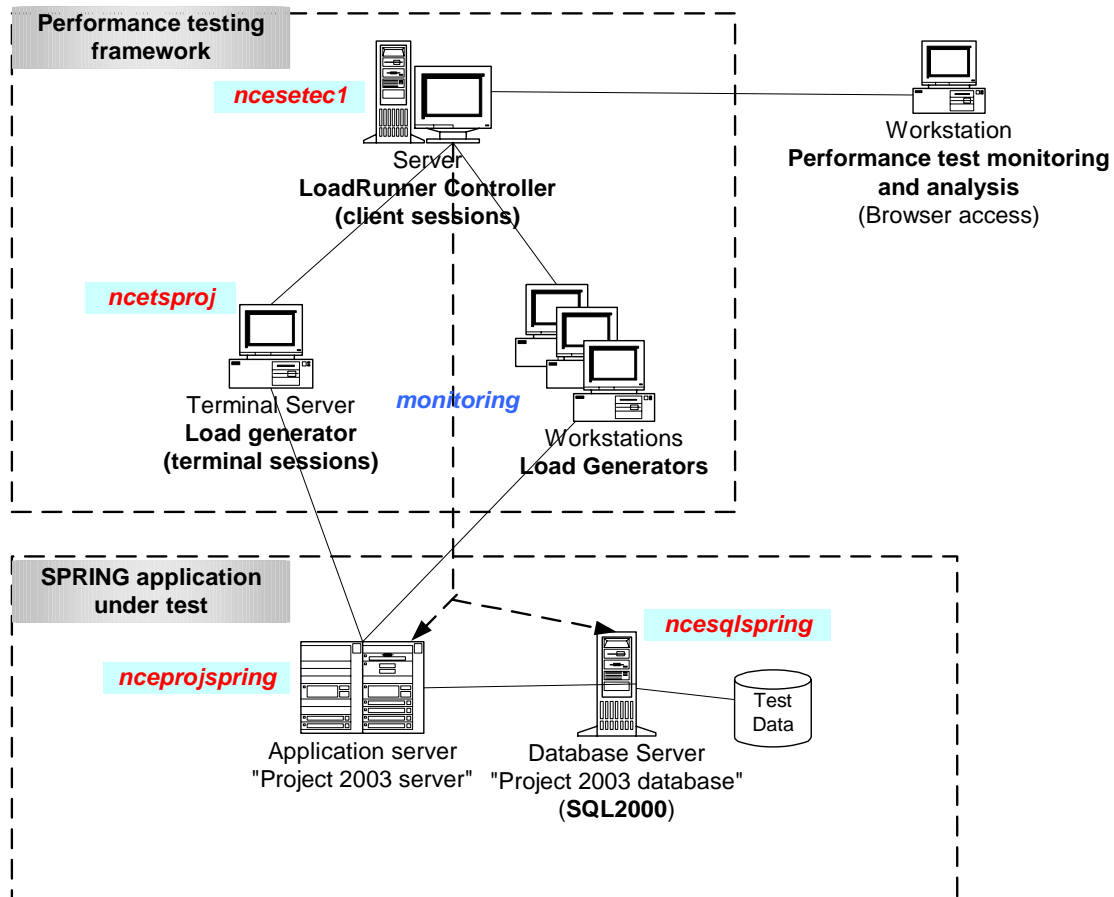 Performance testing
framework
ncesetec1
Server
LoadRunner Controller
(client sessions)
Workstation
Performance test monitoring
and analysis
(Browser access)
ncetsproj
Terminal Server
Load generator
(terminal sessions)
monitoring
Workstations
Load Generators
SPRING application
under test
nceprojspring
Application server
"Project 2003 server"
ncesqlspring
Database Server
"Project 2003 database"
(SQL2000)
Test
Data